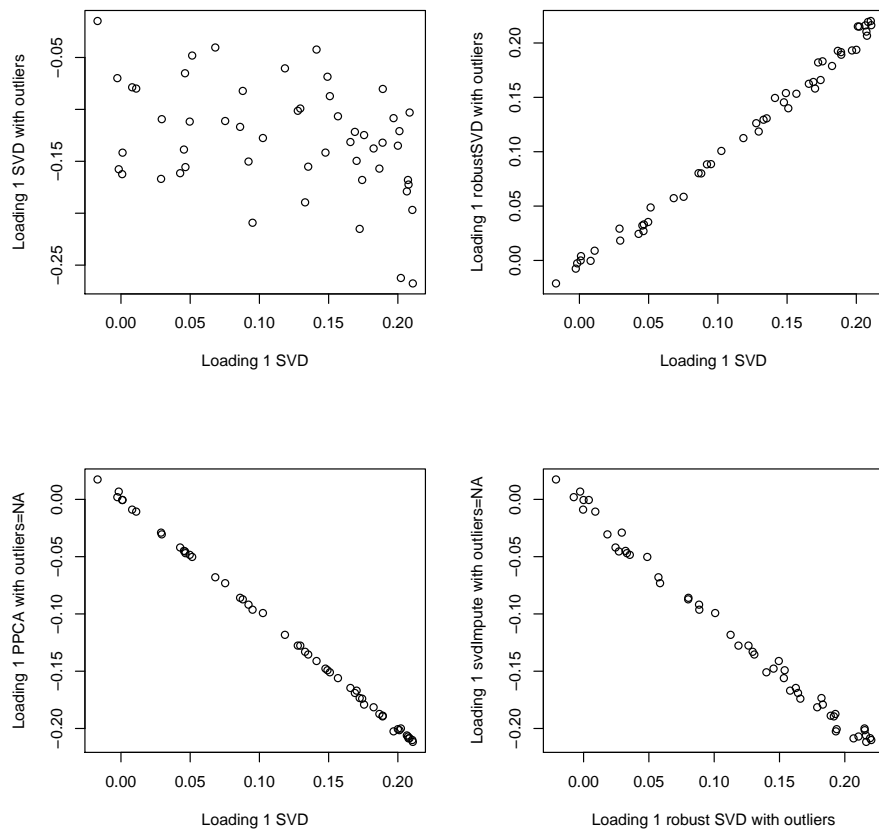 Loading 1 SVD with outliers
−0.05
−0.15
−0.25
0.00 0.05 0.10 0.15 0.20
Loading 1 SVD
Loading 1 robustSVD with outliers
0.20
0.15
0.10
0.05
0.00
0.00 0.05 0.10 0.15 0.20
Loading 1 SVD
Loading 1 PPCA with outliers=NA
0.00
−0.05
−0.10
−0.15
−0.20
0.00 0.05 0.10 0.15 0.20
Loading 1 SVD
Loading 1 svdImpute with outliers=NA
0.00
−0.05
−0.10
−0.15
−0.20
0.00 0.05 0.10 0.15 0.20
Loading 1 robust SVD with outliers